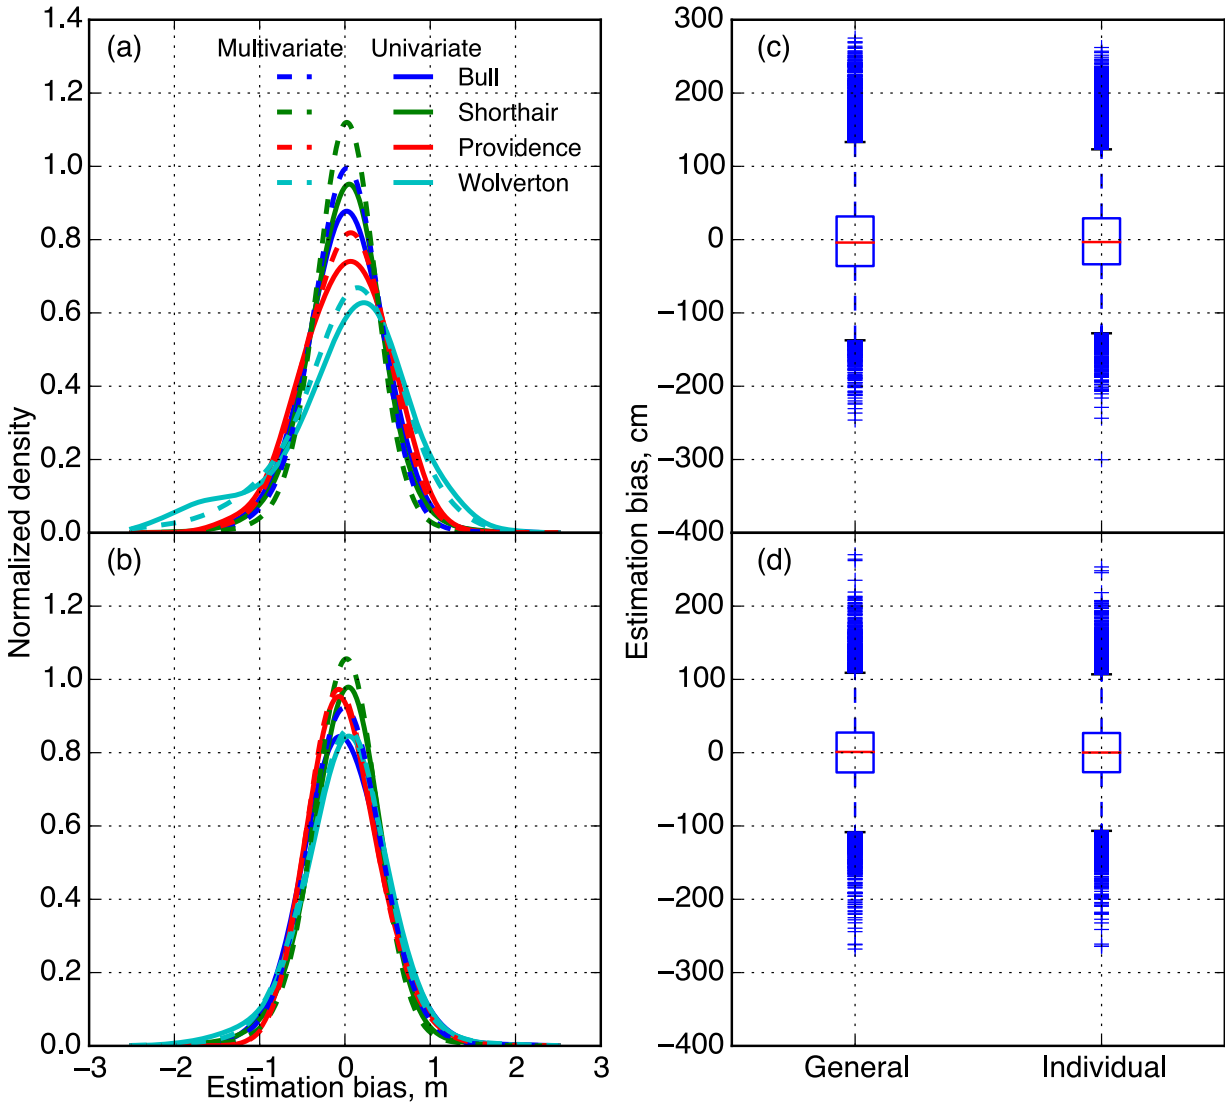 (a)
Multivariate Univariate
Bull
Shorthair
Providence
Wolverton
1.4
1.2
1.0
0.8
0.6
0.4
0.2
0.0
(b)
1.2
1.0
0.8
0.6
0.4
0.2
0.0
−3 −2 −1 0 1 2 3
Normalized density
Estimation bias, m
(c)
300
200
100
0
−100
−200
−300
−400
(d)
200
100
0
−100
−200
−300
−400
Estimation bias, cm
General Individual